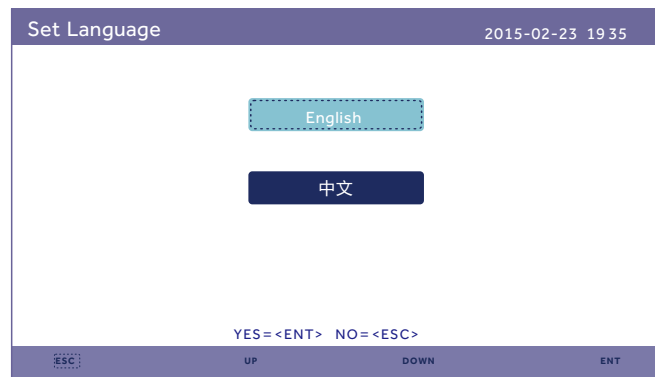 Set Language 2015-02-23 19 35
English
中文
YES=<ENT> NO=<ESC>
ESC UP DOWN ENT